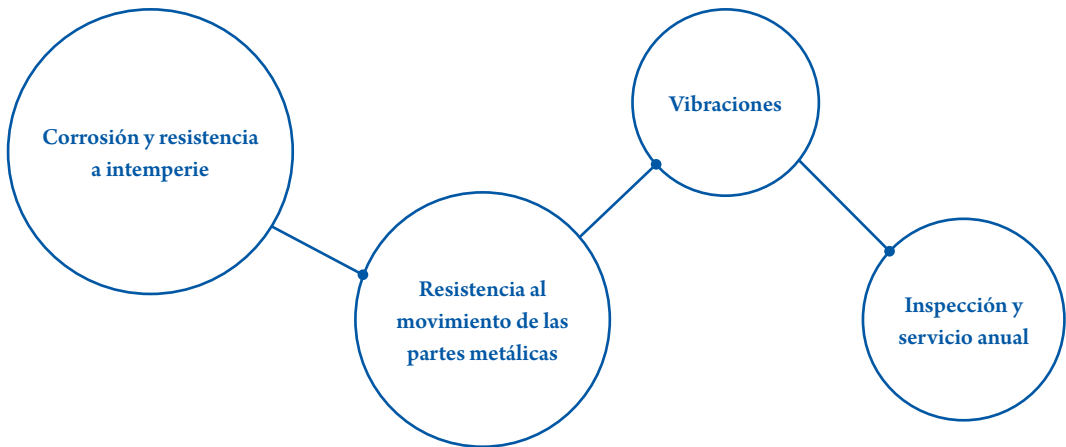 Corrosión y resistencia
a intemperie
Resistencia al
movimiento de las
partes metálicas
Vibraciones
Inspección y
servicio anual